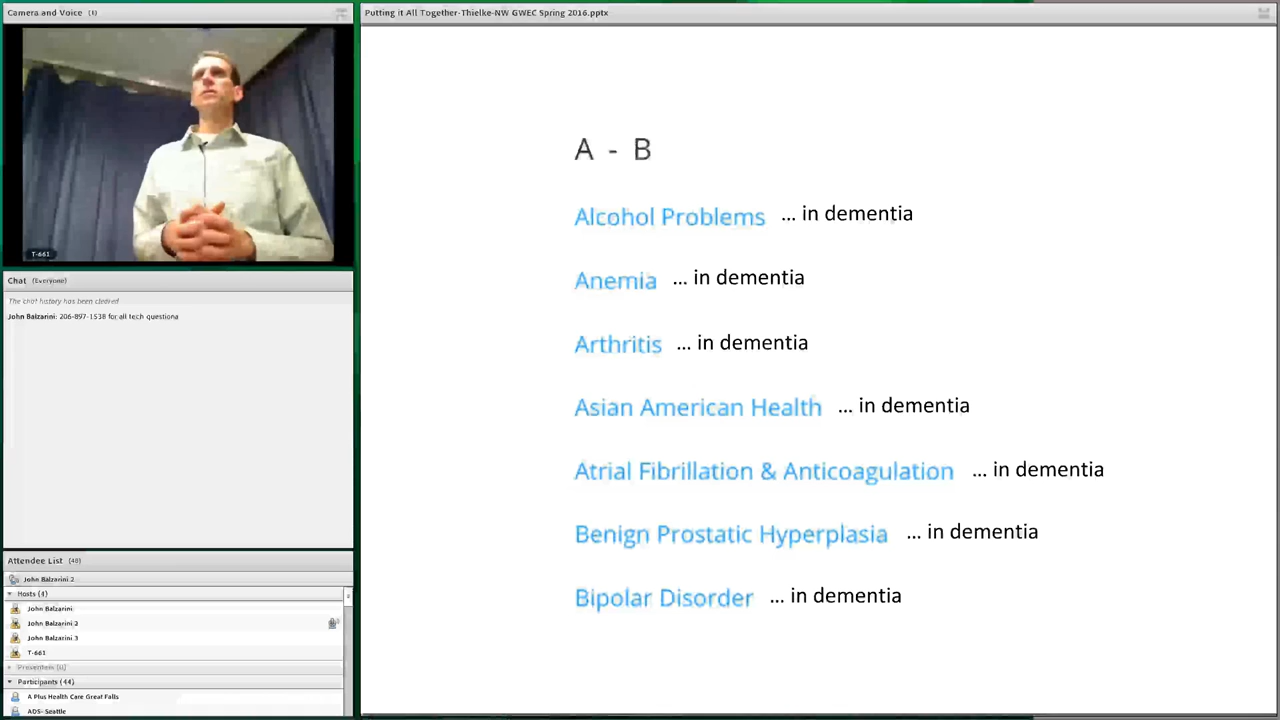 Camera and Voice (1)
T-661
Chat (Everyone)
The chat history has been cleared
John Balzarini: 206-897-1538 for all tech questiona
Attendee List (48)
John Balzarini 2
Hosts (4)
John Balzarini
John Balzarini 2
John Balzarini 3
T-661
Presenters (0)
Participants (44)
A Plus Health Care Great Falls
ADS- Seattle
Putting it All Together-Thielke-NW GWEC Spring 2016.pptx
A - B
Alcohol Problems ... in dementia
Anemia ... in dementia
Arthritis ... in dementia
Asian American Health ... in dementia
Atrial Fibrillation & Anticoagulation ... in dementia
Benign Prostatic Hyperplasia ... in dementia
Bipolar Disorder ... in dementia